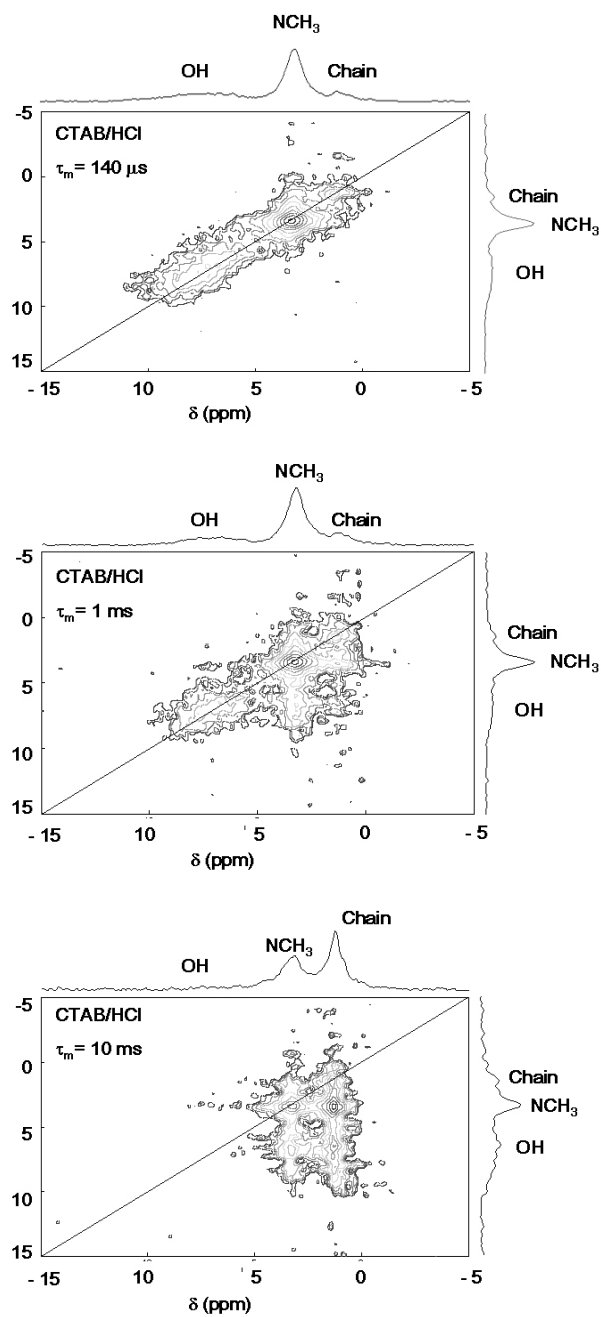 NCH3
OH Chain
-5
CTAB/HCl
τm= 140 μs
0
5
10
15
Chain
NCH3
OH
- 15 10 5 0 - 5
δ (ppm)
NCH3
OH Chain
-5
CTAB/HCl
τm= 1 ms
0
5
10
15
Chain
NCH3
OH
- 15 10 5 0 - 5
δ (ppm)
Chain
NCH3
OH
-5
CTAB/HCl
τm= 10 ms
0
5
10
15
Chain
NCH3
OH
- 15 10 5 0 - 5
δ (ppm)